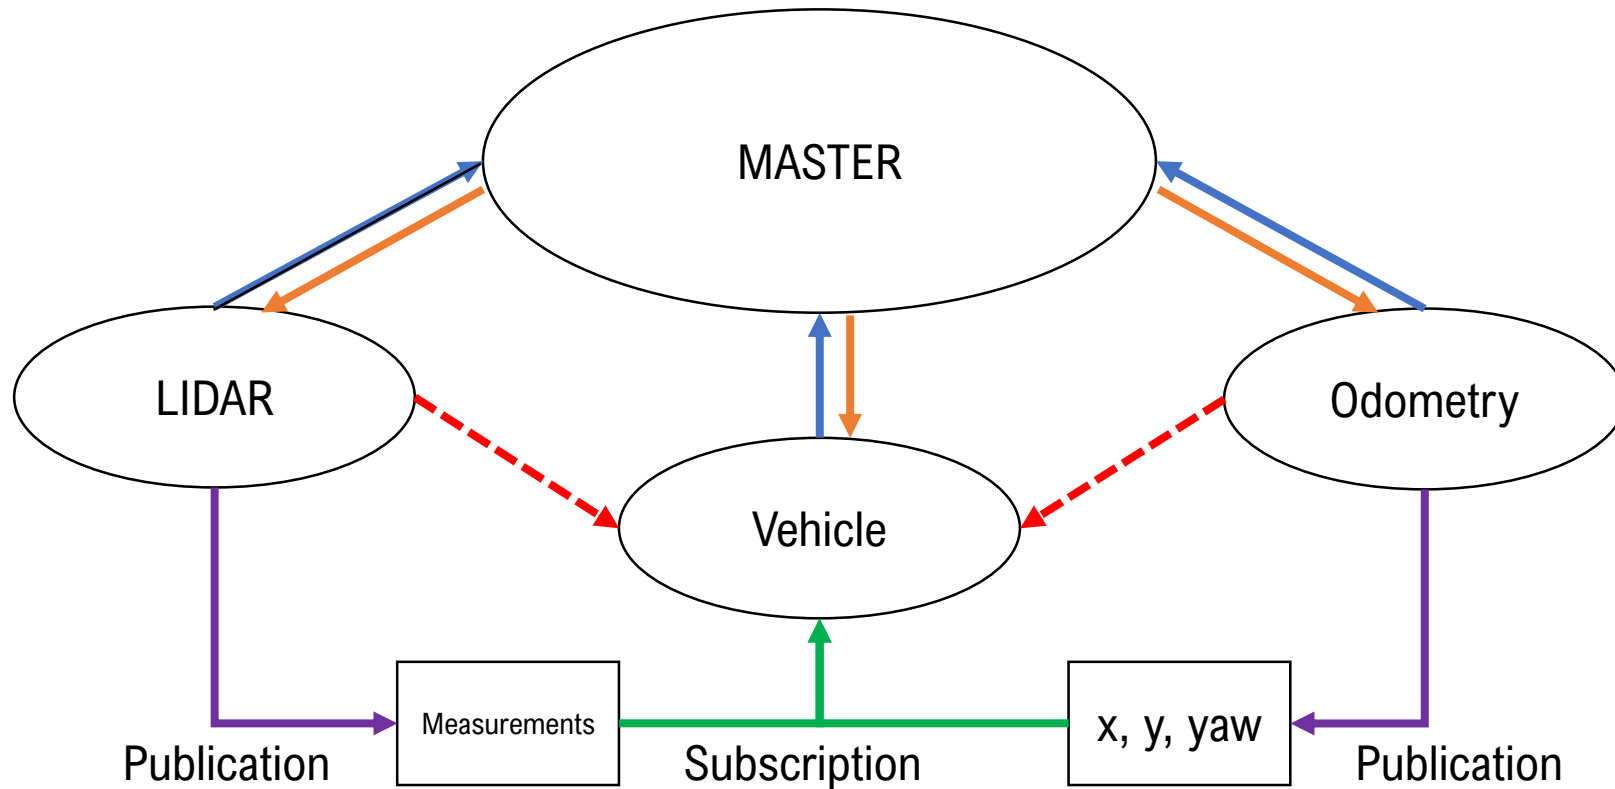 MASTER
LIDAR
Odometry
Vehicle
Measurements
x, y, yaw
Publication
Subscription
Publication